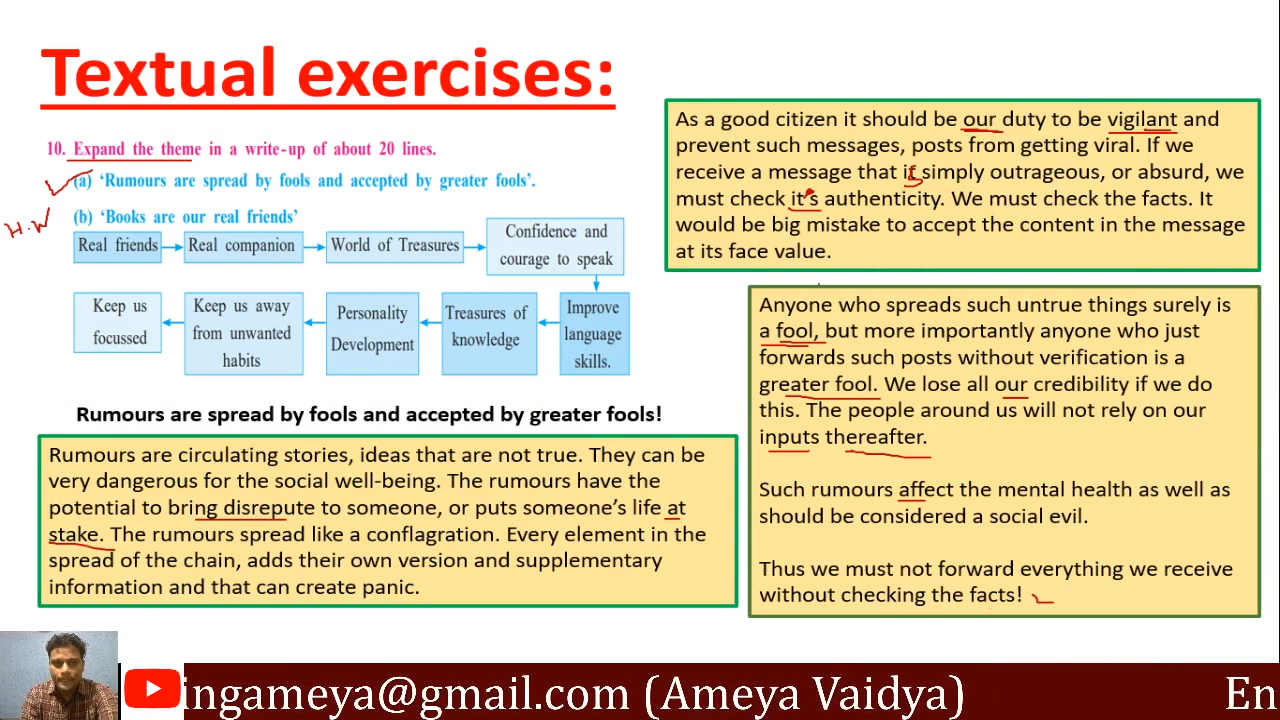 Textual exercises:
10. Expand the theme in a write-up of about 20 lines.
(a) ‘Rumours are spread by fools and accepted by greater fools’.
H.W
(b) ‘Books are our real friends’
Real friends
Real companion
World of Treasures
Confidence and
courage to speak
Improve
language
skills.
Treasures of
knowledge
Personality
Development
Keep us away
from unwanted
habits
Keep us
focussed
Rumours are spread by fools and accepted by greater fools!
Rumours are circulating stories, ideas that are not true. They can be
very dangerous for the social well-being. The rumours have the
potential to bring disrepute to someone, or puts someone’s life at
stake. The rumours spread like a conflagration. Every element in the
spread of the chain, adds their own version and supplementary
information and that can create panic.
As a good citizen it should be our duty to be vigilant and
prevent such messages, posts from getting viral. If we
receive a message that is simply outrageous, or absurd, we
must check it’s authenticity. We must check the facts. It
would be big mistake to accept the content in the message
at its face value.
Anyone who spreads such untrue things surely is
a fool, but more importantly anyone who just
forwards such posts without verification is a
greater fool. We lose all our credibility if we do
this. The people around us will not rely on our
inputs thereafter.
Such rumours affect the mental health as well as
should be considered a social evil.
Thus we must not forward everything we receive
without checking the facts!
ingameya@gmail.com (Ameya Vaidya)
En